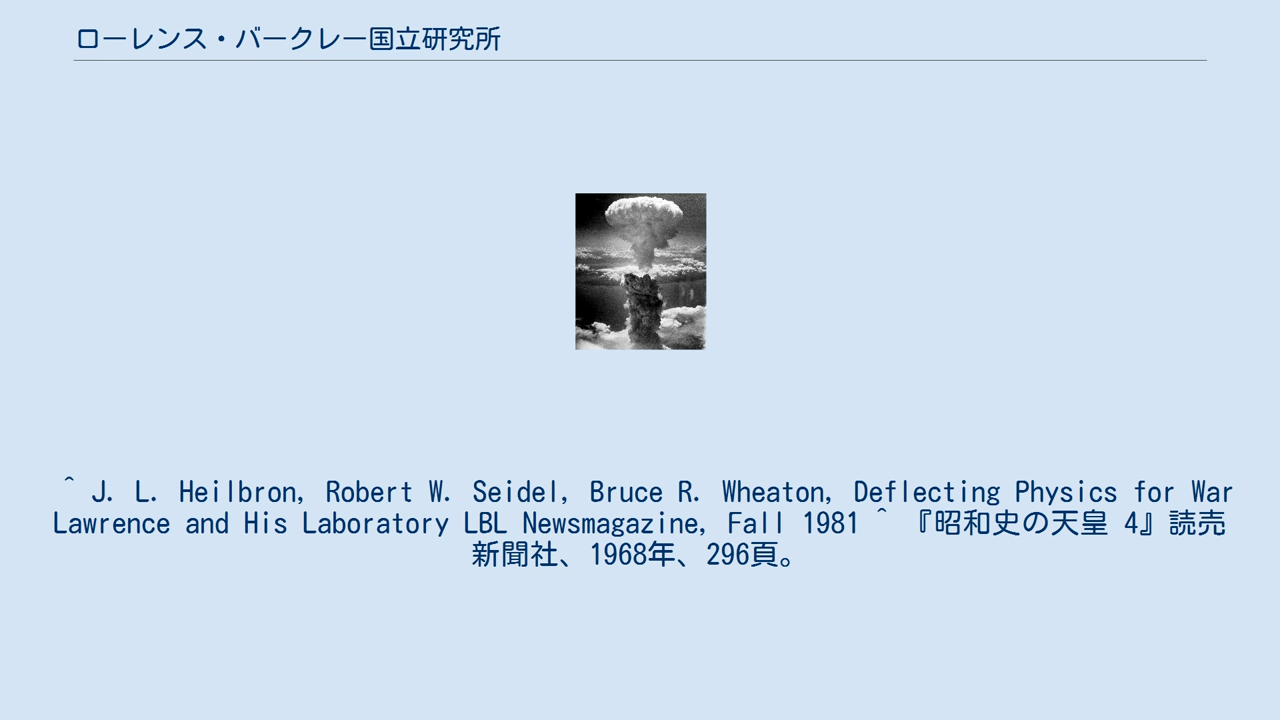 ローレンス・バークレー国立研究所
^ J. L. Heilbron, Robert W. Seidel, Bruce R. Wheaton, Deflecting Physics for War
Lawrence and His Laboratory LBL Newsmagazine, Fall 1981 ^ 『昭和史の天皇 4』読売
新聞社、1968年、296頁。